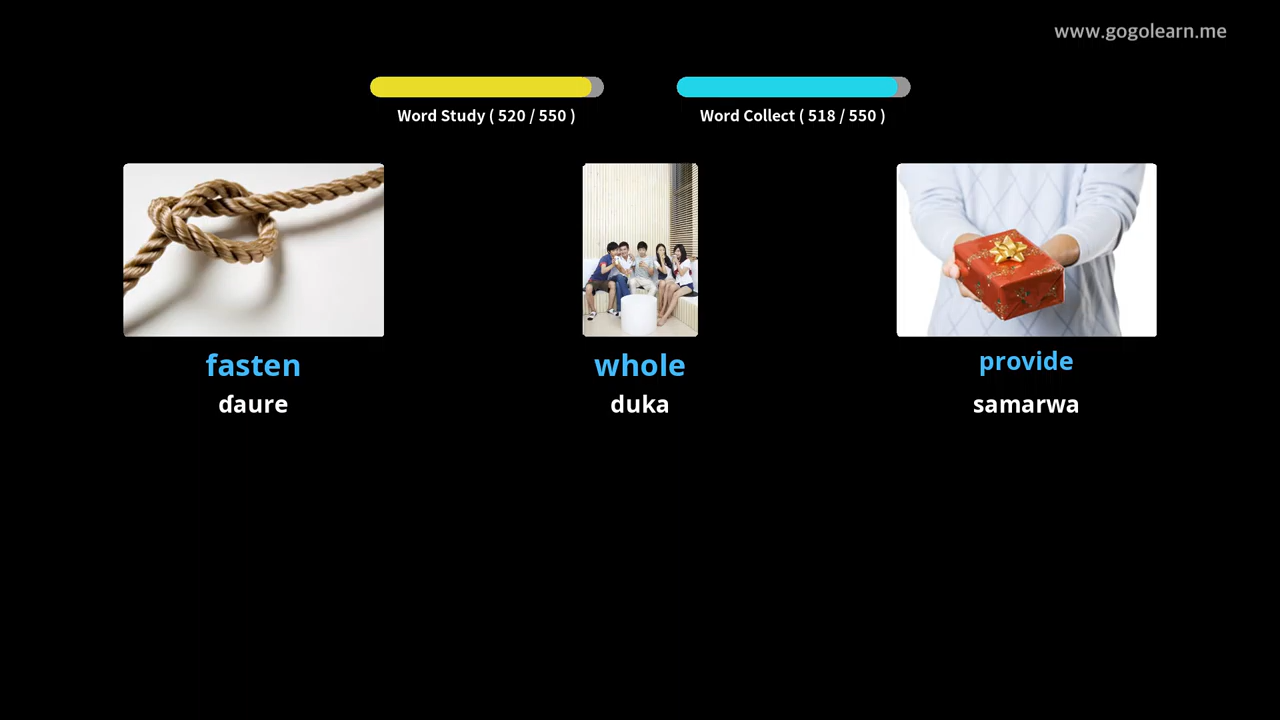 www.gogolearn.me
Word Study ( 520 / 550 )
Word Collect ( 518 / 550 )
fasten
whole
provide
ɗaure
duka
samarwa